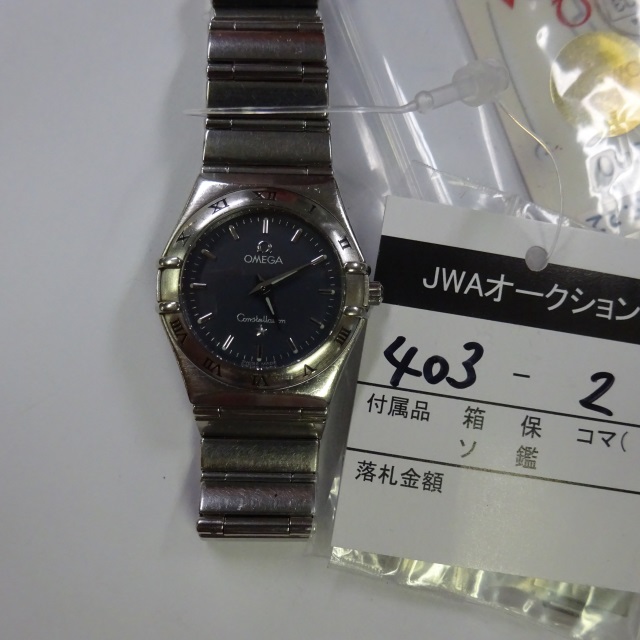 OMEGA
Constellation
JWAオークション
403 - 2
付属品 箱 保 コマ(
ソ 鑑
落札金額